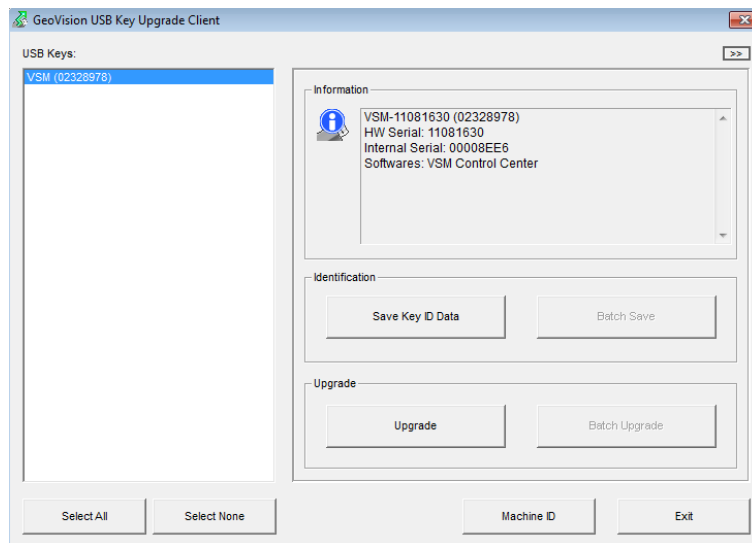 GeoVision USB Key Upgrade Client
USB Keys:
>>
VSM (02328978)
Information
VSM-11081630 (02328978)
HW Serial: 11081630
Internal Serial: 00008EE6
Softwares: VSM Control Center
Identification
Save Key ID Data
Batch Save
Upgrade
Upgrade
Batch Upgrade
Select All
Select None
Machine ID
Exit